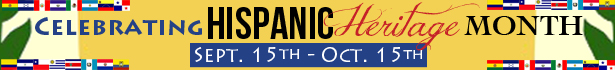 Celebrating HISPANIC Heritage MONTH
Sept. 15th - Oct. 15th